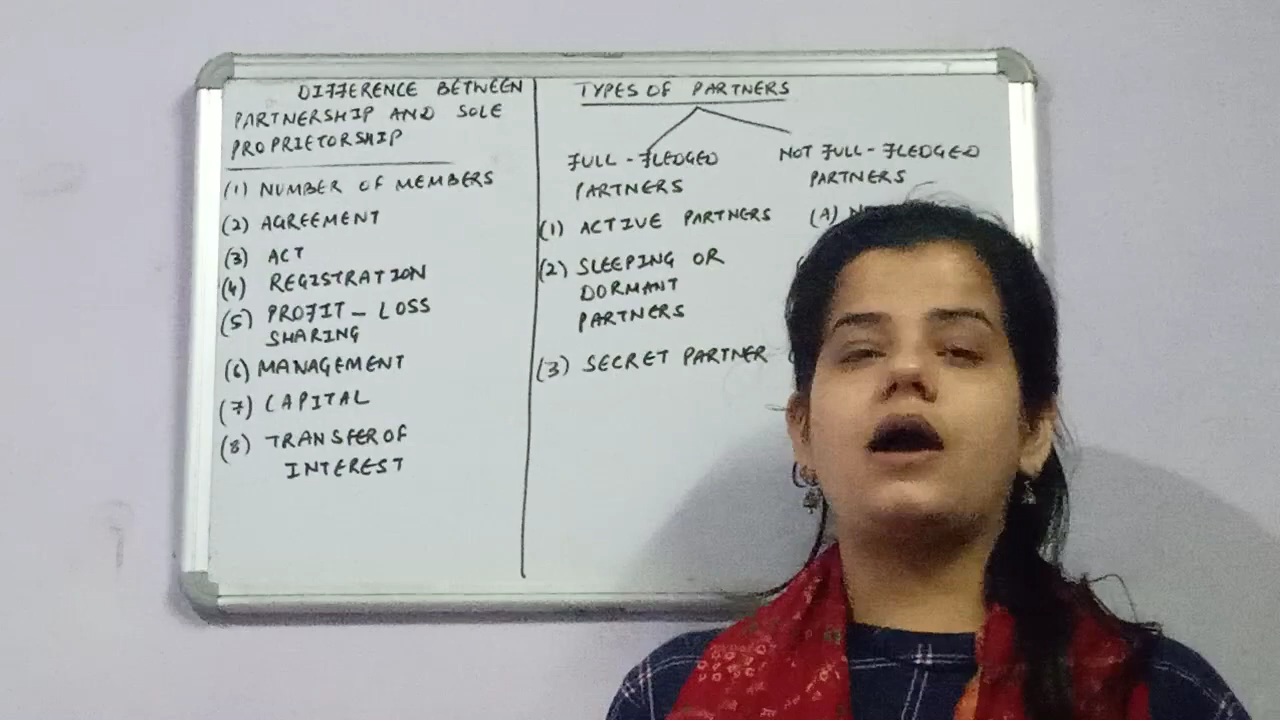 DIFFERENCE BETWEEN
PARTNERSHIP AND SOLE
PROPRIETORSHIP
(1) NUMBER OF MEMBERS
(2) AGREEMENT
(3) ACT
(4) REGISTRATION
(5) PROFIT - LOSS
SHARING
(6) MANAGEMENT
(7) CAPITAL
(8) TRANSFER OF
INTEREST
TYPES OF PARTNERS
FULL - FLEDGED
PARTNERS
(1) ACTIVE PARTNERS
(2) SLEEPING OR
DORMANT
PARTNERS
(3) SECRET PARTNER
NOT FULL - FLEDGED
PARTNERS
(A)